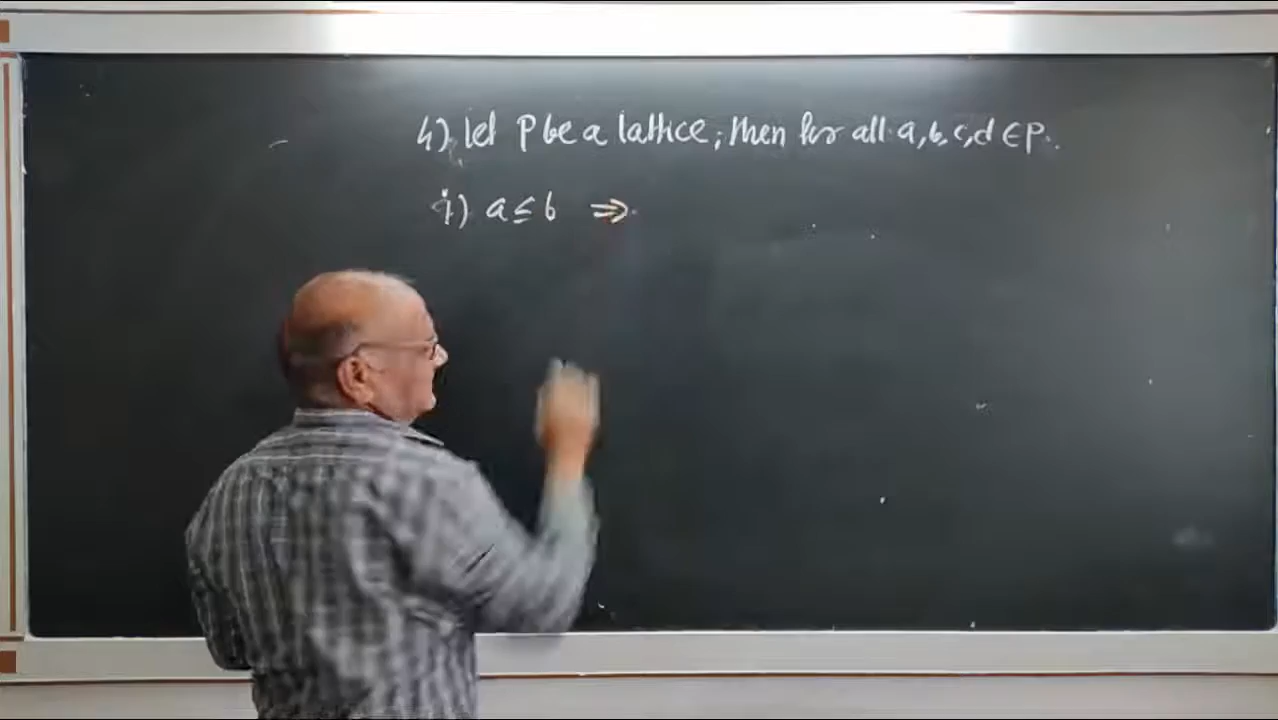 4) let P be a lattice; then for all a, b, c, d ∈ P.
i) a ≤ b ⇒